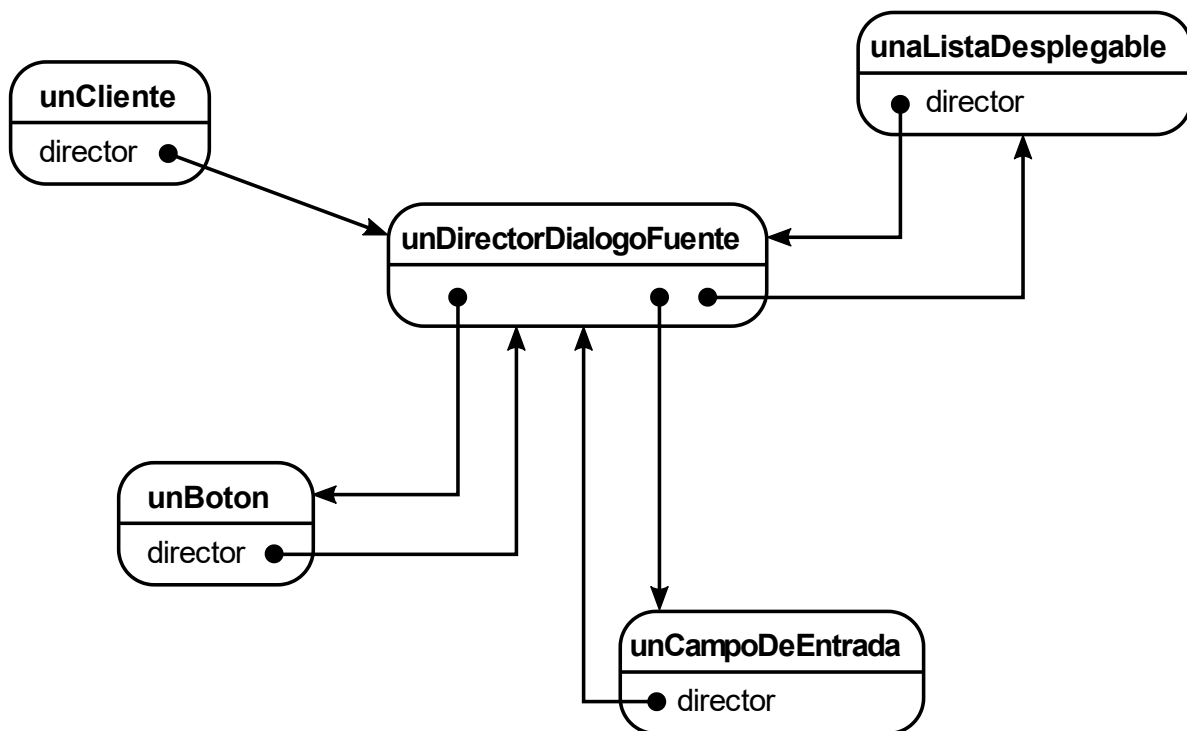 unaListaDesplegable
director
unCliente
director
unDirectorDialogoFuente
unBoton
director
unCampoDeEntrada
director